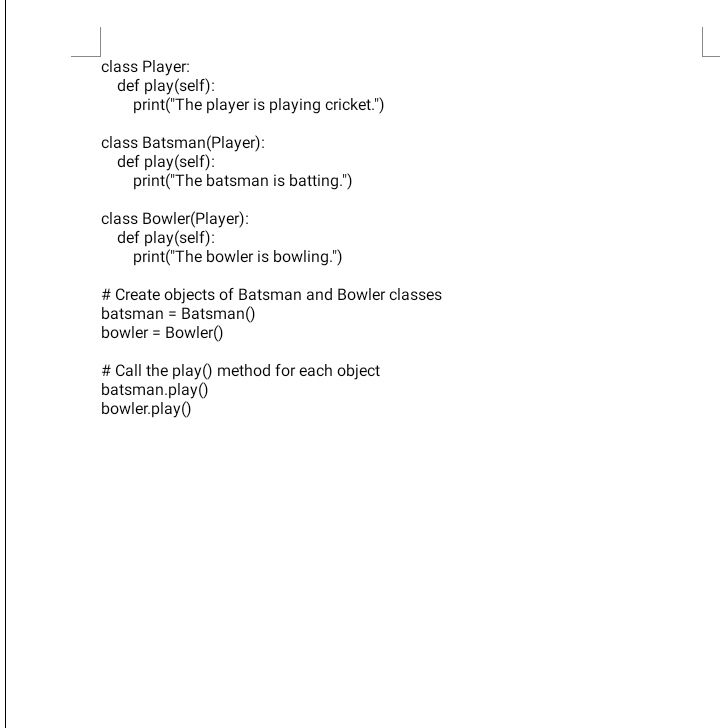 class Player:
    def play(self):
        print("The player is playing cricket.")

class Batsman(Player):
    def play(self):
        print("The batsman is batting.")

class Bowler(Player):
    def play(self):
        print("The bowler is bowling.")

# Create objects of Batsman and Bowler classes
batsman = Batsman()
bowler = Bowler()

# Call the play() method for each object
batsman.play()
bowler.play()